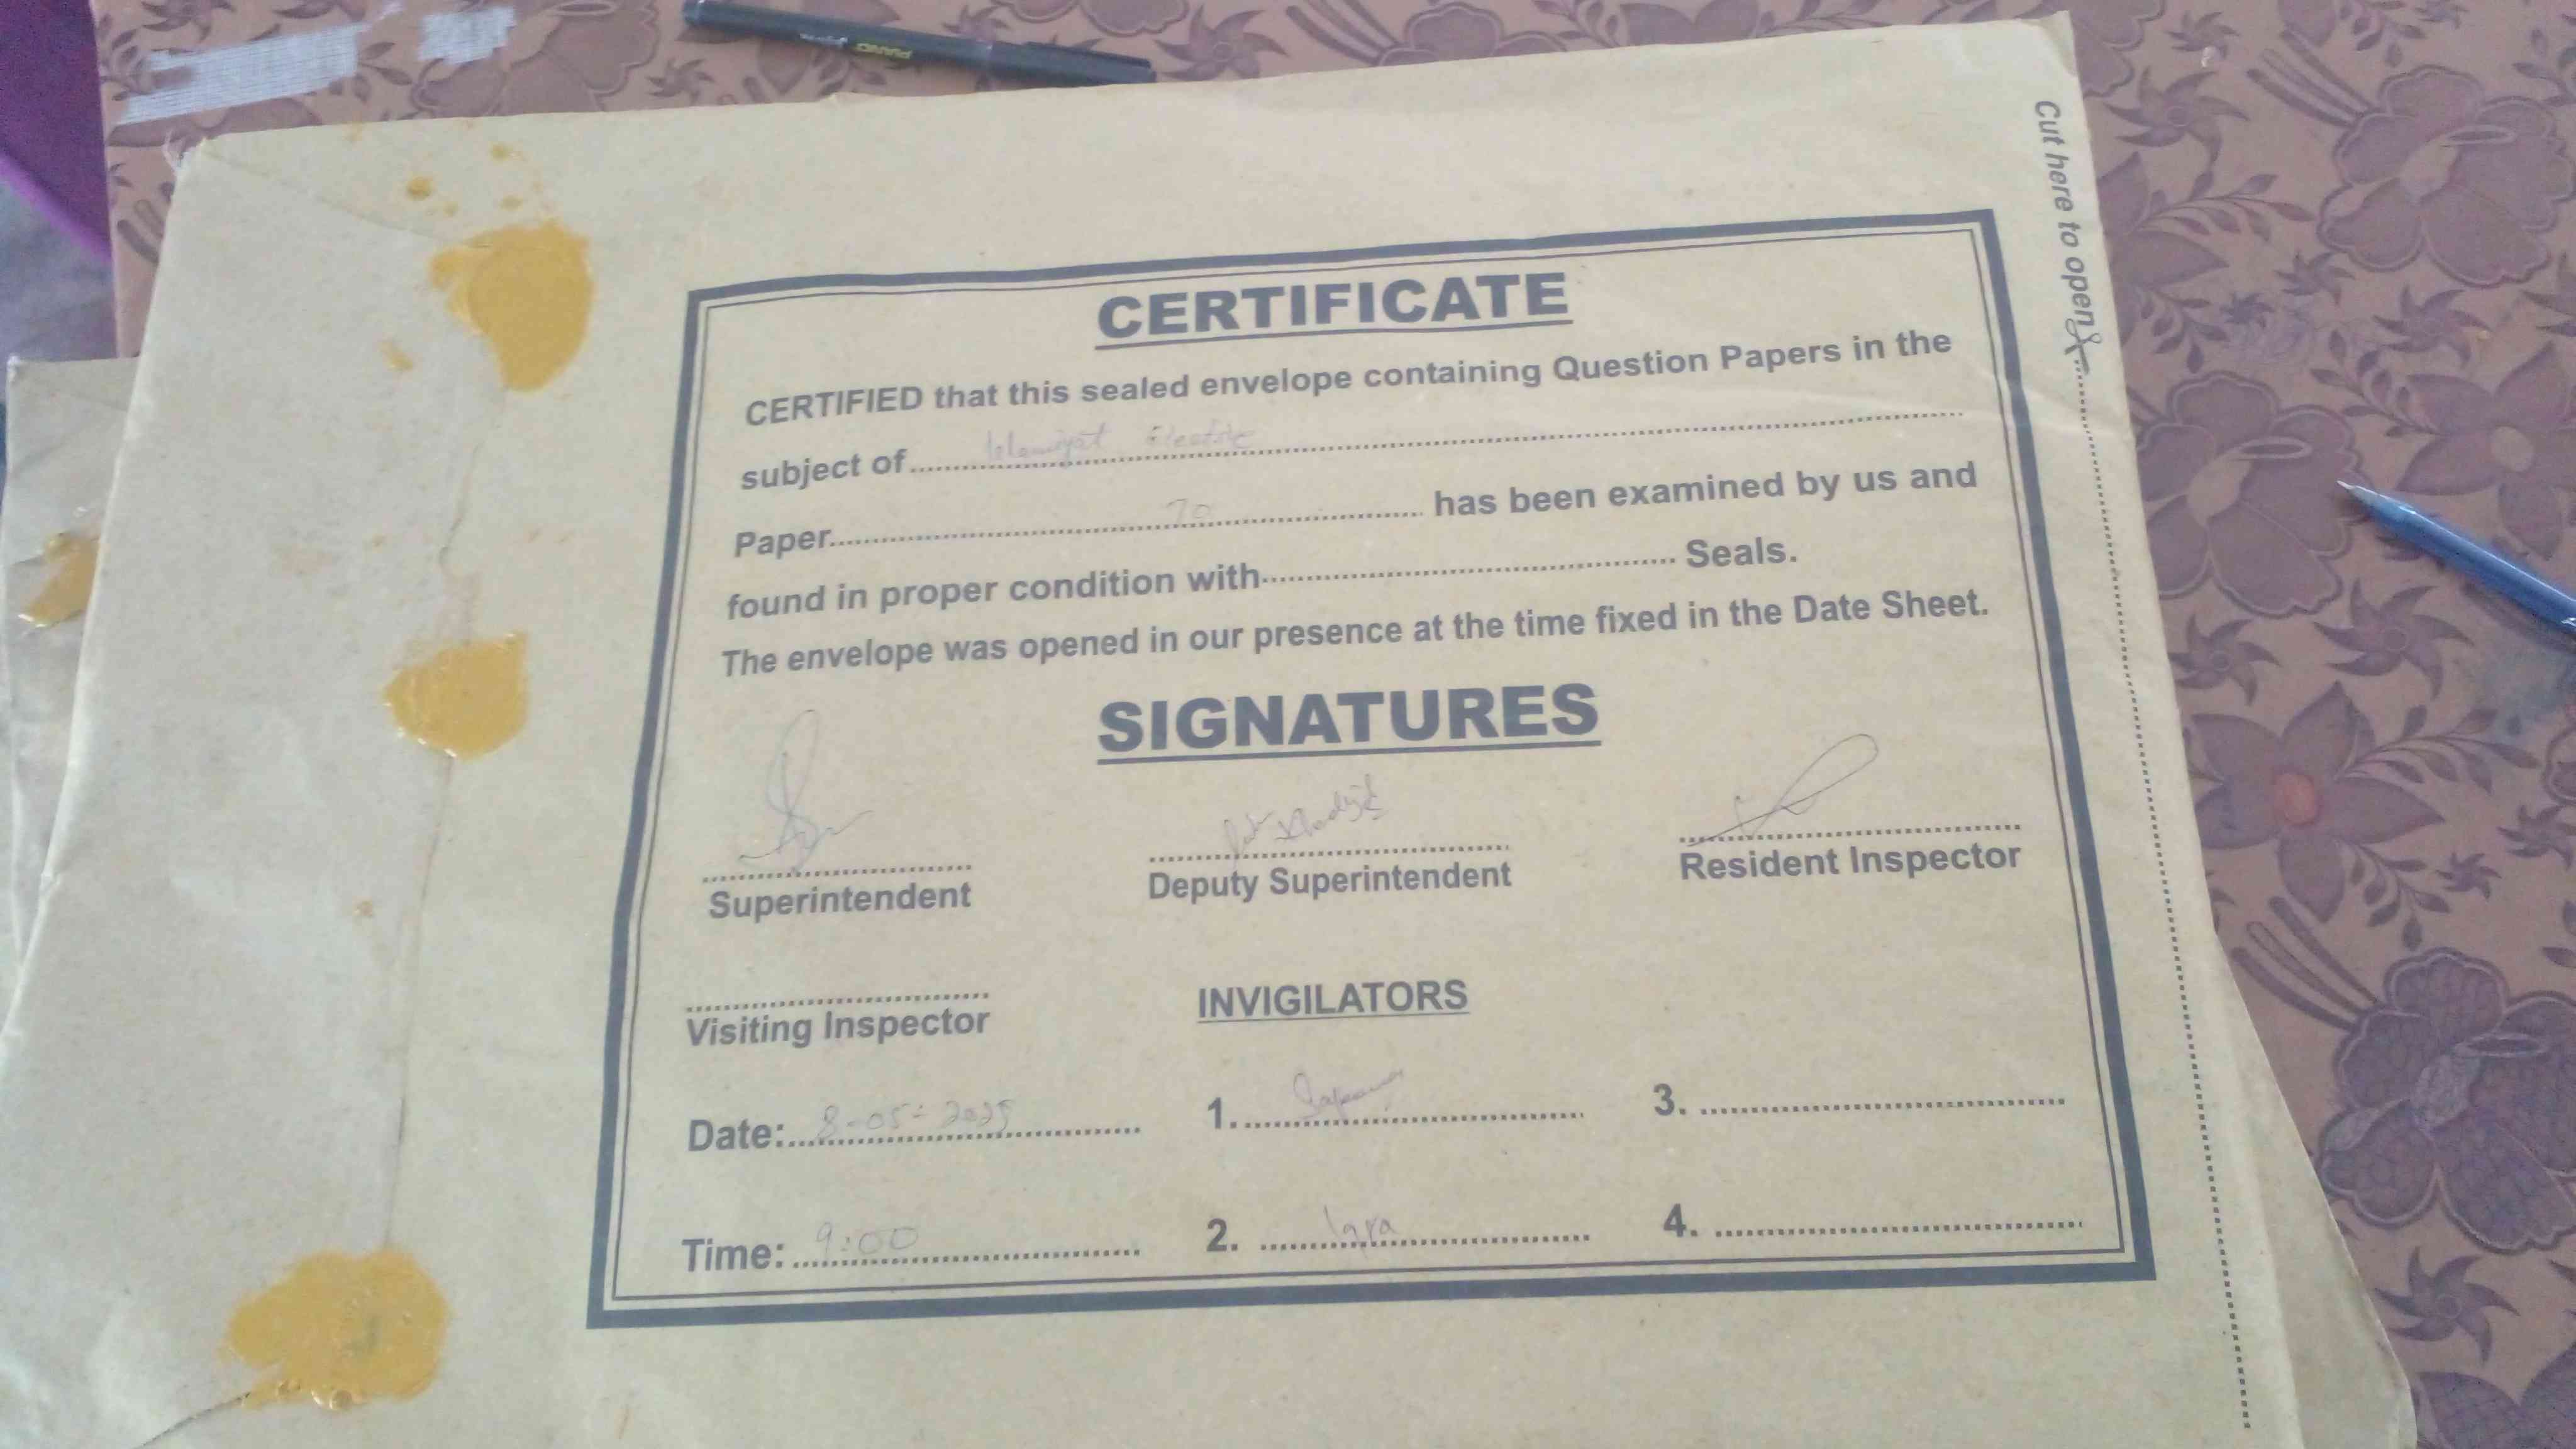 Cut here to open
CERTIFICATE
CERTIFIED that this sealed envelope containing Question Papers in the
subject of Islamiyat Elective
Paper 70 has been examined by us and
found in proper condition with Seals.
The envelope was opened in our presence at the time fixed in the Date Sheet.
SIGNATURES
Superintendent
Deputy Superintendent
Resident Inspector
Visiting Inspector
INVIGILATORS
Date: 8-05-2025
1.
3.
Time: 9:00
2. Iqra
4.